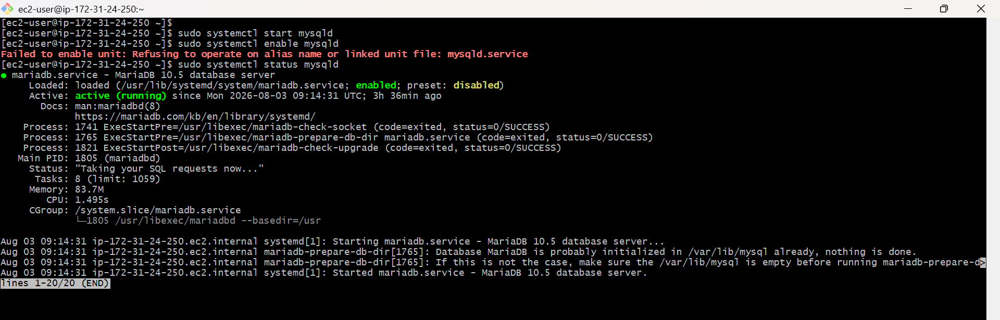 ec2-user@ip-172-31-24-250:~
[ec2-user@ip-172-31-24-250 ~]$
[ec2-user@ip-172-31-24-250 ~]$ sudo systemctl start mysqld
[ec2-user@ip-172-31-24-250 ~]$ sudo systemctl enable mysqld
Failed to enable unit: Refusing to operate on alias name or linked unit file: mysqld.service
[ec2-user@ip-172-31-24-250 ~]$ sudo systemctl status mysqld
● mariadb.service - MariaDB 10.5 database server
     Loaded: loaded (/usr/lib/systemd/system/mariadb.service; enabled; preset: disabled)
     Active: active (running) since Mon 2026-08-03 09:14:31 UTC; 3h 36min ago
       Docs: man:mariadbd(8)
             https://mariadb.com/kb/en/library/systemd/
    Process: 1741 ExecStartPre=/usr/libexec/mariadb-check-socket (code=exited, status=0/SUCCESS)
    Process: 1765 ExecStartPre=/usr/libexec/mariadb-prepare-db-dir mariadb.service (code=exited, status=0/SUCCESS)
    Process: 1821 ExecStartPost=/usr/libexec/mariadb-check-upgrade (code=exited, status=0/SUCCESS)
   Main PID: 1805 (mariadbd)
     Status: "Taking your SQL requests now..."
      Tasks: 8 (limit: 1059)
     Memory: 83.7M
        CPU: 1.495s
     CGroup: /system.slice/mariadb.service
             └─1805 /usr/libexec/mariadbd --basedir=/usr

Aug 03 09:14:31 ip-172-31-24-250.ec2.internal systemd[1]: Starting mariadb.service - MariaDB 10.5 database server...
Aug 03 09:14:31 ip-172-31-24-250.ec2.internal mariadb-prepare-db-dir[1765]: Database MariaDB is probably initialized in /var/lib/mysql already, nothing is done.
Aug 03 09:14:31 ip-172-31-24-250.ec2.internal mariadb-prepare-db-dir[1765]: If this is not the case, make sure the /var/lib/mysql is empty before running mariadb-prepare-d>
Aug 03 09:14:31 ip-172-31-24-250.ec2.internal systemd[1]: Started mariadb.service - MariaDB 10.5 database server.
lines 1-20/20 (END)